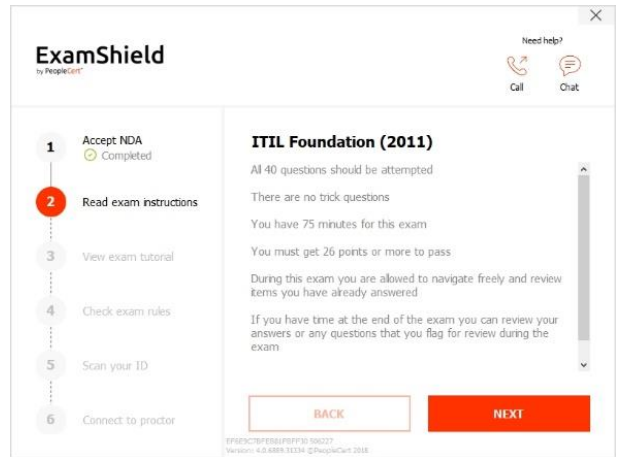 Need help?
ExamShield
by PeopleCert
Call
Chat
1
Accept NDA
Completed
2
Read exam instructions
3
View exam tutorial
4
Check exam rules
5
Scan your ID
6
Connect to proctor
ITIL Foundation (2011)
All 40 questions should be attempted
There are no trick questions
You have 75 minutes for this exam
You must get 26 points or more to pass
During this exam you are allowed to navigate freely and review
items you have already answered
If you have time at the end of the exam you can review your
answers or any questions that you flag for review during the
exam
BACK
NEXT
©PeopleCert 2018